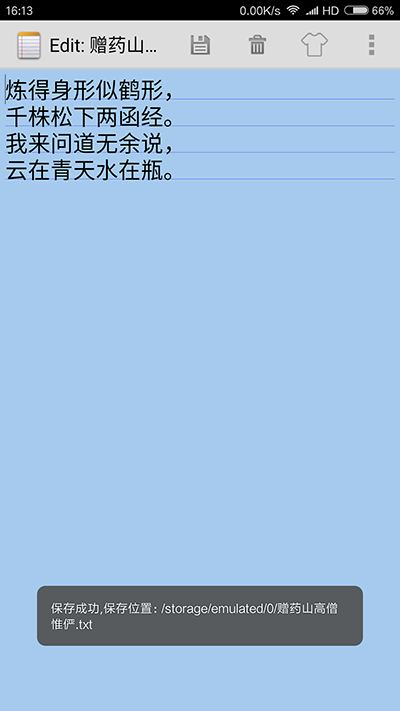 16:13 0.00K/s HD 66%
Edit: 赠药山...
炼得身形似鹤形，
千株松下两函经。
我来问道无余说，
云在青天水在瓶。
保存成功,保存位置：/storage/emulated/0/赠药山高僧
惟俨.txt